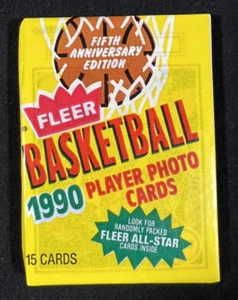 FIFTH
ANNIVERSARY
EDITION
FLEER
BASKETBALL
1990 PLAYER PHOTO
CARDS
LOOK FOR
RANDOMLY PACKED
FLEER ALL-STAR
CARDS INSIDE
15 CARDS